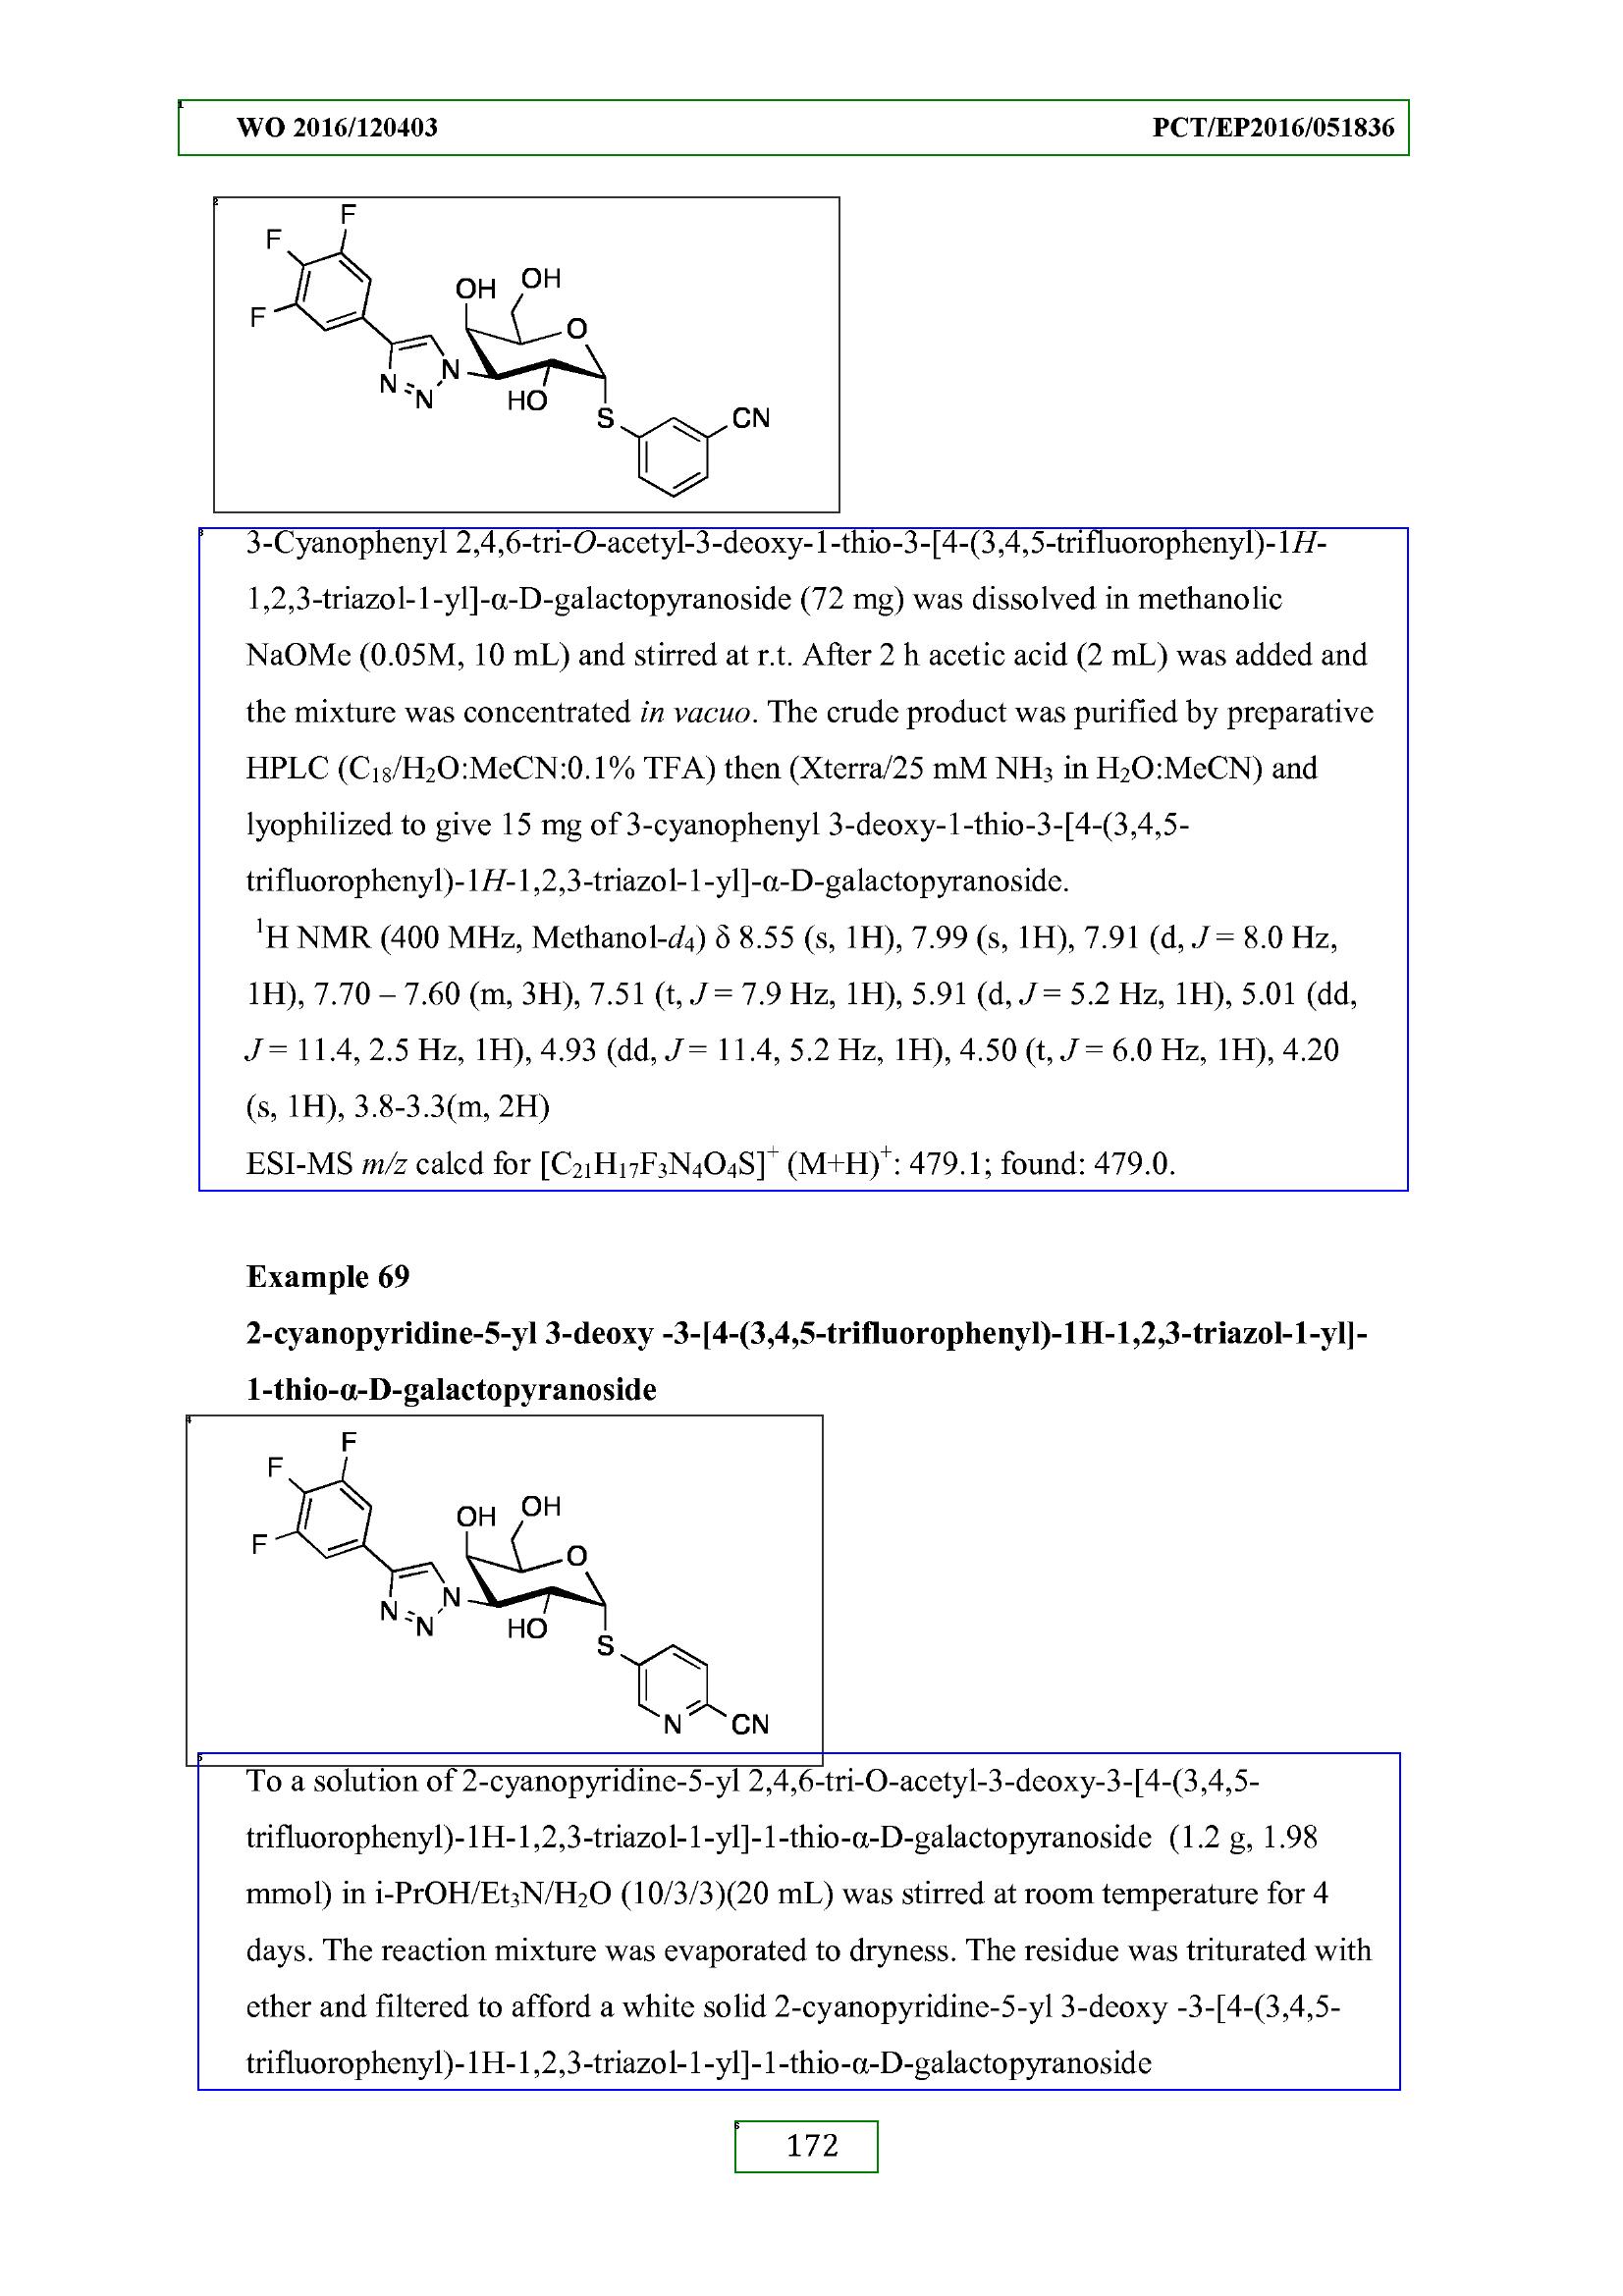 WO 2016/120403 PCT/EP2016/051836
F
F
F
OH
OH
O
N
N
N
HO
S
CN
3-Cyanophenyl 2,4,6-tri-O-acetyl-3-deoxy-1-thio-3-[4-(3,4,5-trifluorophenyl)-1H-
1,2,3-triazol-1-yl]-α-D-galactopyranoside (72 mg) was dissolved in methanolic
NaOMe (0.05M, 10 mL) and stirred at r.t. After 2 h acetic acid (2 mL) was added and
the mixture was concentrated in vacuo. The crude product was purified by preparative
HPLC (C₁₈/H₂O:MeCN:0.1% TFA) then (Xterra/25 mM NH₃ in H₂O:MeCN) and
lyophilized to give 15 mg of 3-cyanophenyl 3-deoxy-1-thio-3-[4-(3,4,5-
trifluorophenyl)-1H-1,2,3-triazol-1-yl]-α-D-galactopyranoside.
¹H NMR (400 MHz, Methanol-d₄) δ 8.55 (s, 1H), 7.99 (s, 1H), 7.91 (d, J = 8.0 Hz,
1H), 7.70 – 7.60 (m, 3H), 7.51 (t, J = 7.9 Hz, 1H), 5.91 (d, J = 5.2 Hz, 1H), 5.01 (dd,
J = 11.4, 2.5 Hz, 1H), 4.93 (dd, J = 11.4, 5.2 Hz, 1H), 4.50 (t, J = 6.0 Hz, 1H), 4.20
(s, 1H), 3.8-3.3(m, 2H)
ESI-MS m/z calcd for [C₂₁H₁₇F₃N₄O₄S]⁺ (M+H)⁺: 479.1; found: 479.0.
Example 69
2-cyanopyridine-5-yl 3-deoxy -3-[4-(3,4,5-trifluorophenyl)-1H-1,2,3-triazol-1-yl]-
1-thio-α-D-galactopyranoside
F
F
F
OH
OH
O
N
N
N
HO
S
N
CN
To a solution of 2-cyanopyridine-5-yl 2,4,6-tri-O-acetyl-3-deoxy-3-[4-(3,4,5-
trifluorophenyl)-1H-1,2,3-triazol-1-yl]-1-thio-α-D-galactopyranoside (1.2 g, 1.98
mmol) in i-PrOH/Et₃N/H₂O (10/3/3)(20 mL) was stirred at room temperature for 4
days. The reaction mixture was evaporated to dryness. The residue was triturated with
ether and filtered to afford a white solid 2-cyanopyridine-5-yl 3-deoxy -3-[4-(3,4,5-
trifluorophenyl)-1H-1,2,3-triazol-1-yl]-1-thio-α-D-galactopyranoside
172